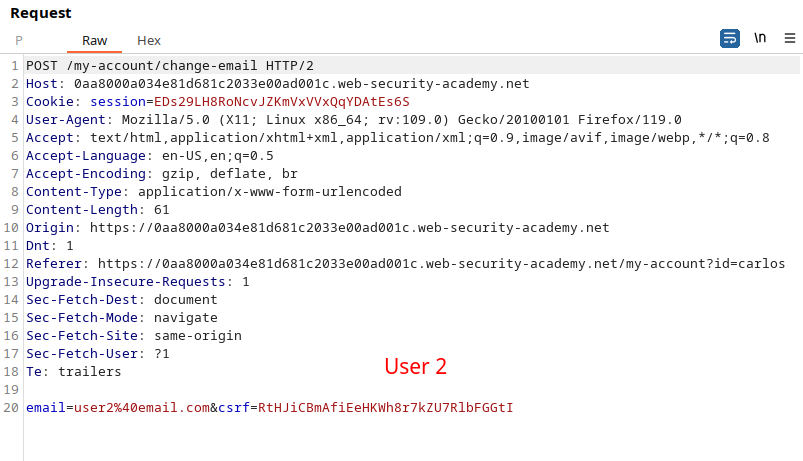 Request
P Raw Hex \n
1 POST /my-account/change-email HTTP/2
2 Host: 0aa8000a034e81d681c2033e00ad001c.web-security-academy.net
3 Cookie: session=EDs29LH8RoNcvJZKmVxVVxQqYDAtEs6S
4 User-Agent: Mozilla/5.0 (X11; Linux x86_64; rv:109.0) Gecko/20100101 Firefox/119.0
5 Accept: text/html,application/xhtml+xml,application/xml;q=0.9,image/avif,image/webp,*/*;q=0.8
6 Accept-Language: en-US,en;q=0.5
7 Accept-Encoding: gzip, deflate, br
8 Content-Type: application/x-www-form-urlencoded
9 Content-Length: 61
10 Origin: https://0aa8000a034e81d681c2033e00ad001c.web-security-academy.net
11 Dnt: 1
12 Referer: https://0aa8000a034e81d681c2033e00ad001c.web-security-academy.net/my-account?id=carlos
13 Upgrade-Insecure-Requests: 1
14 Sec-Fetch-Dest: document
15 Sec-Fetch-Mode: navigate
16 Sec-Fetch-Site: same-origin
17 Sec-Fetch-User: ?1
User 2
18 Te: trailers
19
20 email=user2%40email.com&csrf=RtHJiCBmAfiEeHKWh8r7kZU7RlbFGGtI